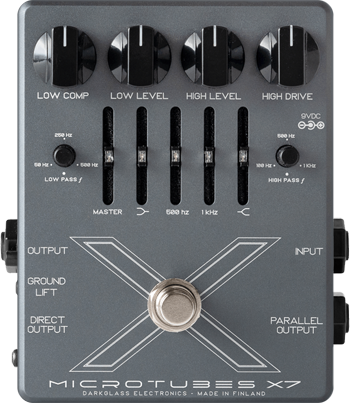 LOW COMP LOW LEVEL HIGH LEVEL HIGH DRIVE
9VDC
250 Hz 500 Hz
50 Hz 500 Hz 100 Hz 1 KHz
LOW PASS f HIGH PASS f
MASTER 500 hz 1 kHz
OUTPUT INPUT
GROUND
LIFT
DIRECT
OUTPUT
PARALLEL
OUTPUT
MICROTUBES X7
DARKGLASS ELECTRONICS - MADE IN FINLAND